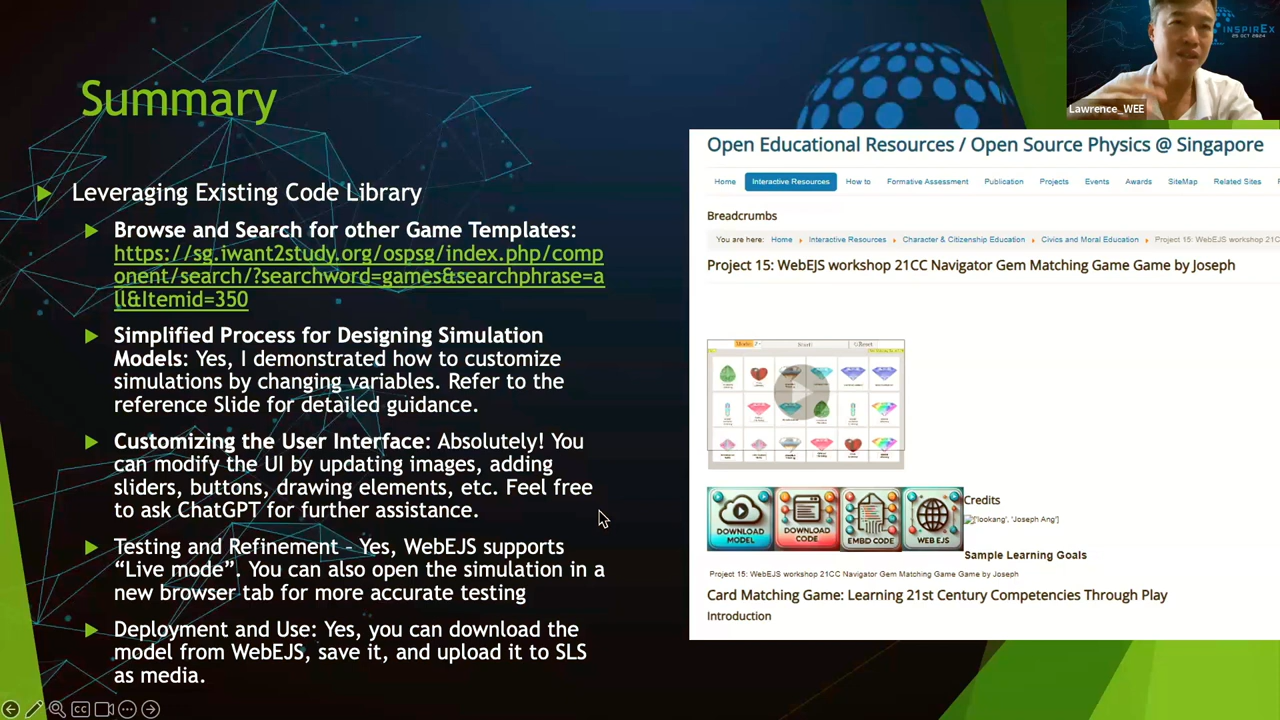 Summary
Leveraging Existing Code Library
Browse and Search for other Game Templates:
https://sg.iwant2study.org/ospsg/index.php/comp
onent/search/?searchword=games&searchphrase=a
ll&Itemid=350
Simplified Process for Designing Simulation
Models: Yes, I demonstrated how to customize
simulations by changing variables. Refer to the
reference Slide for detailed guidance.
Customizing the User Interface: Absolutely! You
can modify the UI by updating images, adding
sliders, buttons, drawing elements, etc. Feel free
to ask ChatGPT for further assistance.
Testing and Refinement – Yes, WebEJS supports
“Live mode”. You can also open the simulation in a
new browser tab for more accurate testing
Deployment and Use: Yes, you can download the
model from WebEJS, save it, and upload it to SLS
as media.
INSPIREX
25 OCT 2024
Lawrence_WEE
Open Educational Resources / Open Source Physics @ Singapore
Home Interactive Resources How to Formative Assessment Publication Projects Events Awards SiteMap Related Sites
Breadcrumbs
You are here: Home Interactive Resources Character & Citizenship Education Civics and Moral Education Project 15: WebEJS workshop 21C
Project 15: WebEJS workshop 21CC Navigator Gem Matching Game Game by Joseph
Reset
DOWNLOAD MODEL
DOWNLOAD CODE
EMBD CODE
WEB EJS
Credits
['lookang', 'Joseph Ang']
Sample Learning Goals
Project 15: WebEJS workshop 21CC Navigator Gem Matching Game Game by Joseph
Card Matching Game: Learning 21st Century Competencies Through Play
Introduction
CC